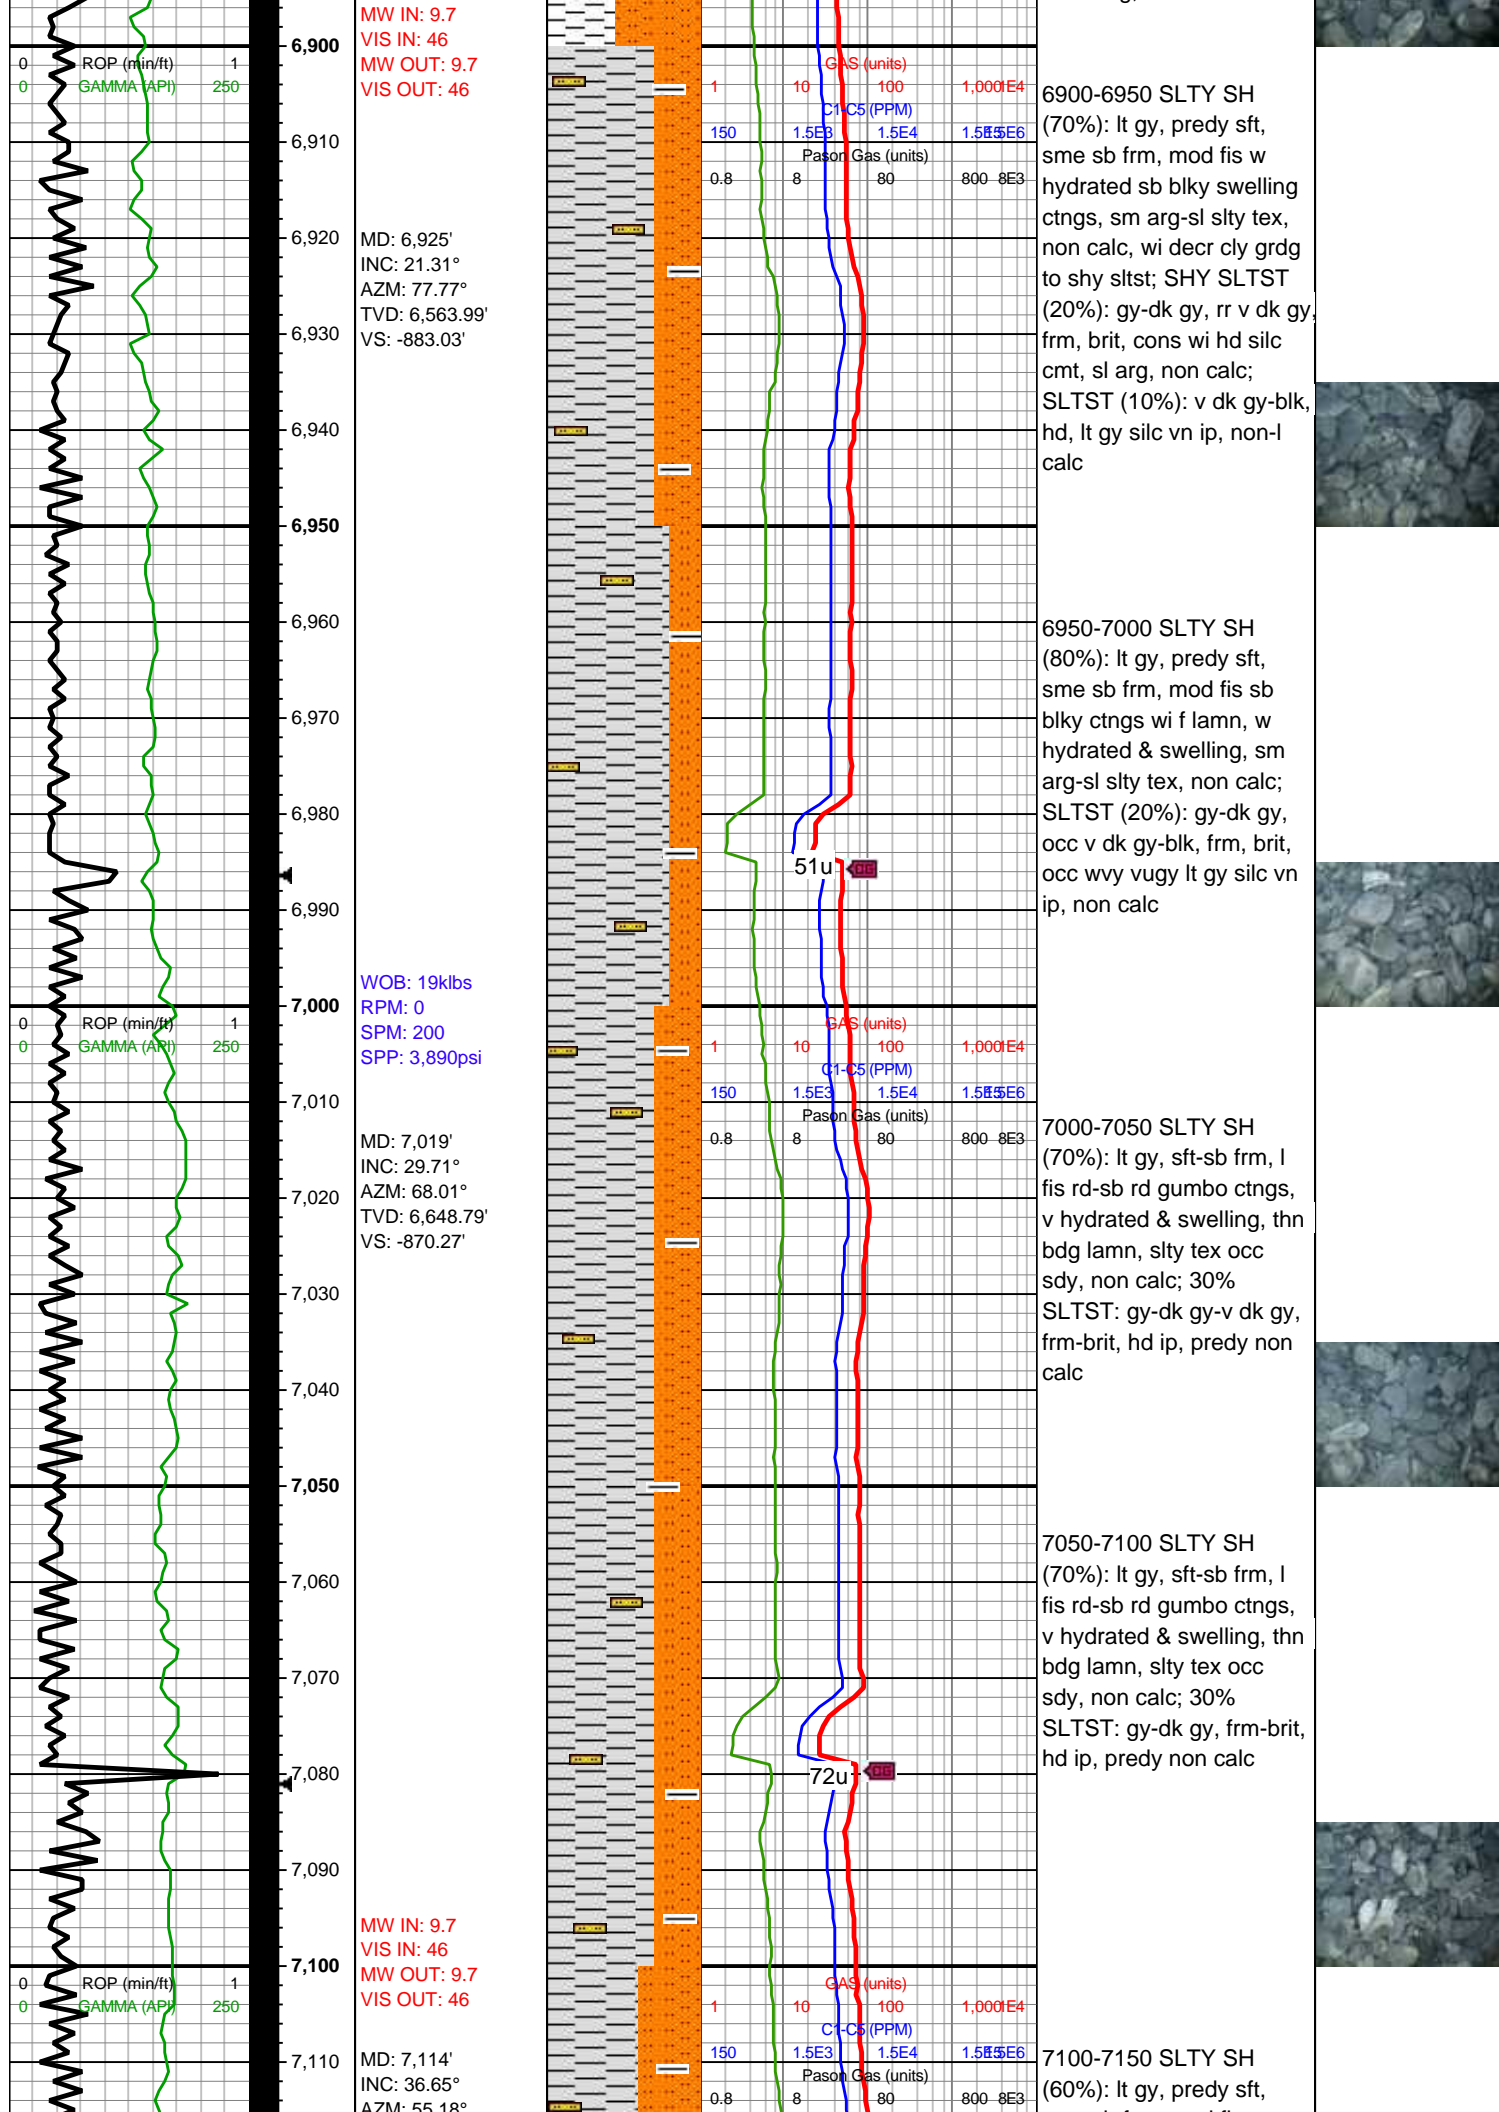 MW IN: 9.7
VIS IN: 46
MW OUT: 9.7
VIS OUT: 46
6,900
0 ROP (min/ft) 1
0 GAMMA (API) 250
GAS (units)
1 10 100 1,000 1E4
C1-C5 (PPM)
150 1.5E3 1.5E4 1.5E5 1.5E6
Pason Gas (units)
0.8 8 80 800 8E3
6900-6950 SLTY SH
(70%): lt gy, predy sft,
sme sb frm, mod fis w
hydrated sb blky swelling
ctngs, sm arg-sl slty tex,
non calc, wi decr cly grdg
to shy sltst; SHY SLTST
(20%): gy-dk gy, rr v dk gy,
frm, brit, cons wi hd silc
cmt, sl arg, non calc;
SLTST (10%): v dk gy-blk,
hd, lt gy silc vn ip, non-l
calc
6,910
6,920
MD: 6,925'
INC: 21.31°
AZM: 77.77°
TVD: 6,563.99'
VS: -883.03'
6,930
6,940
6,950
6,960
6950-7000 SLTY SH
(80%): lt gy, predy sft,
sme sb frm, mod fis sb
blky ctngs wi f lamn, w
hydrated & swelling, sm
arg-sl slty tex, non calc;
SLTST (20%): gy-dk gy,
occ v dk gy-blk, frm, brit,
occ wvy vugy lt gy silc vn
ip, non calc
6,970
6,980
51u CG
6,990
WOB: 19klbs
RPM: 0
SPM: 200
SPP: 3,890psi
7,000
0 ROP (min/ft) 1
0 GAMMA (API) 250
GAS (units)
1 10 100 1,000 1E4
C1-C5 (PPM)
150 1.5E3 1.5E4 1.5E5 1.5E6
Pason Gas (units)
0.8 8 80 800 8E3
7,010
MD: 7,019'
INC: 29.71°
AZM: 68.01°
TVD: 6,648.79'
VS: -870.27'
7000-7050 SLTY SH
(70%): lt gy, sft-sb frm, l
fis rd-sb rd gumbo ctngs,
v hydrated & swelling, thn
bdg lamn, slty tex occ
sdy, non calc; 30%
SLTST: gy-dk gy-v dk gy,
frm-brit, hd ip, predy non
calc
7,020
7,030
7,040
7,050
7050-7100 SLTY SH
(70%): lt gy, sft-sb frm, l
fis rd-sb rd gumbo ctngs,
v hydrated & swelling, thn
bdg lamn, slty tex occ
sdy, non calc; 30%
SLTST: gy-dk gy, frm-brit,
hd ip, predy non calc
7,060
7,070
7,080
72u CG
7,090
MW IN: 9.7
VIS IN: 46
MW OUT: 9.7
VIS OUT: 46
7,100
0 ROP (min/ft) 1
0 GAMMA (API) 250
GAS (units)
1 10 100 1,000 1E4
C1-C5 (PPM)
150 1.5E3 1.5E4 1.5E5 1.5E6
Pason Gas (units)
0.8 8 80 800 8E3
7,110
MD: 7,114'
INC: 36.65°
AZM: 55.18°
7100-7150 SLTY SH
(60%): lt gy, predy sft,